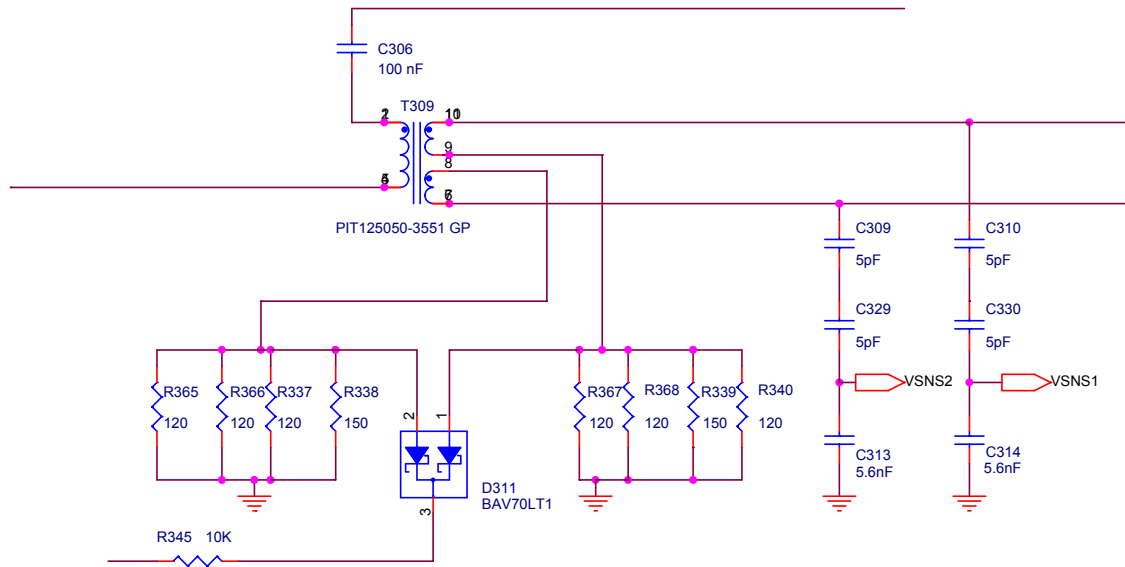 C306
100 nF
T309
1
2
10
11
9
8
4
5
6
7
PIT125050-3551 GP
C309
5pF
C310
5pF
C329
5pF
C330
5pF
VSNS2
VSNS1
R365
120
R366
120
R337
120
R338
150
2
1
R367
120
R368
120
R339
150
R340
120
C313
5.6nF
C314
5.6nF
D311
BAV70LT1
3
R345 10K